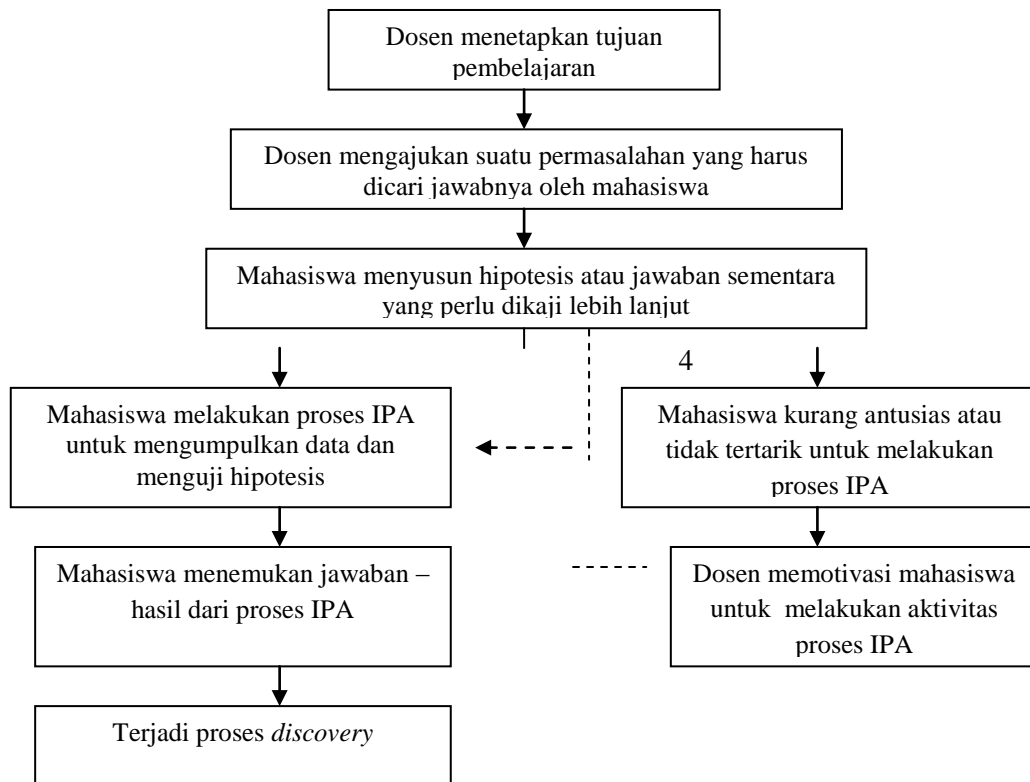 Dosen menetapkan tujuan
pembelajaran
Dosen mengajukan suatu permasalahan yang harus
dicari jawabnya oleh mahasiswa
Mahasiswa menyusun hipotesis atau jawaban sementara
yang perlu dikaji lebih lanjut
4
Mahasiswa melakukan proses IPA
untuk mengumpulkan data dan
menguji hipotesis
Mahasiswa kurang antusias atau
tidak tertarik untuk melakukan
proses IPA
Mahasiswa menemukan jawaban –
hasil dari proses IPA
Dosen memotivasi mahasiswa
untuk melakukan aktivitas
proses IPA
Terjadi proses discovery